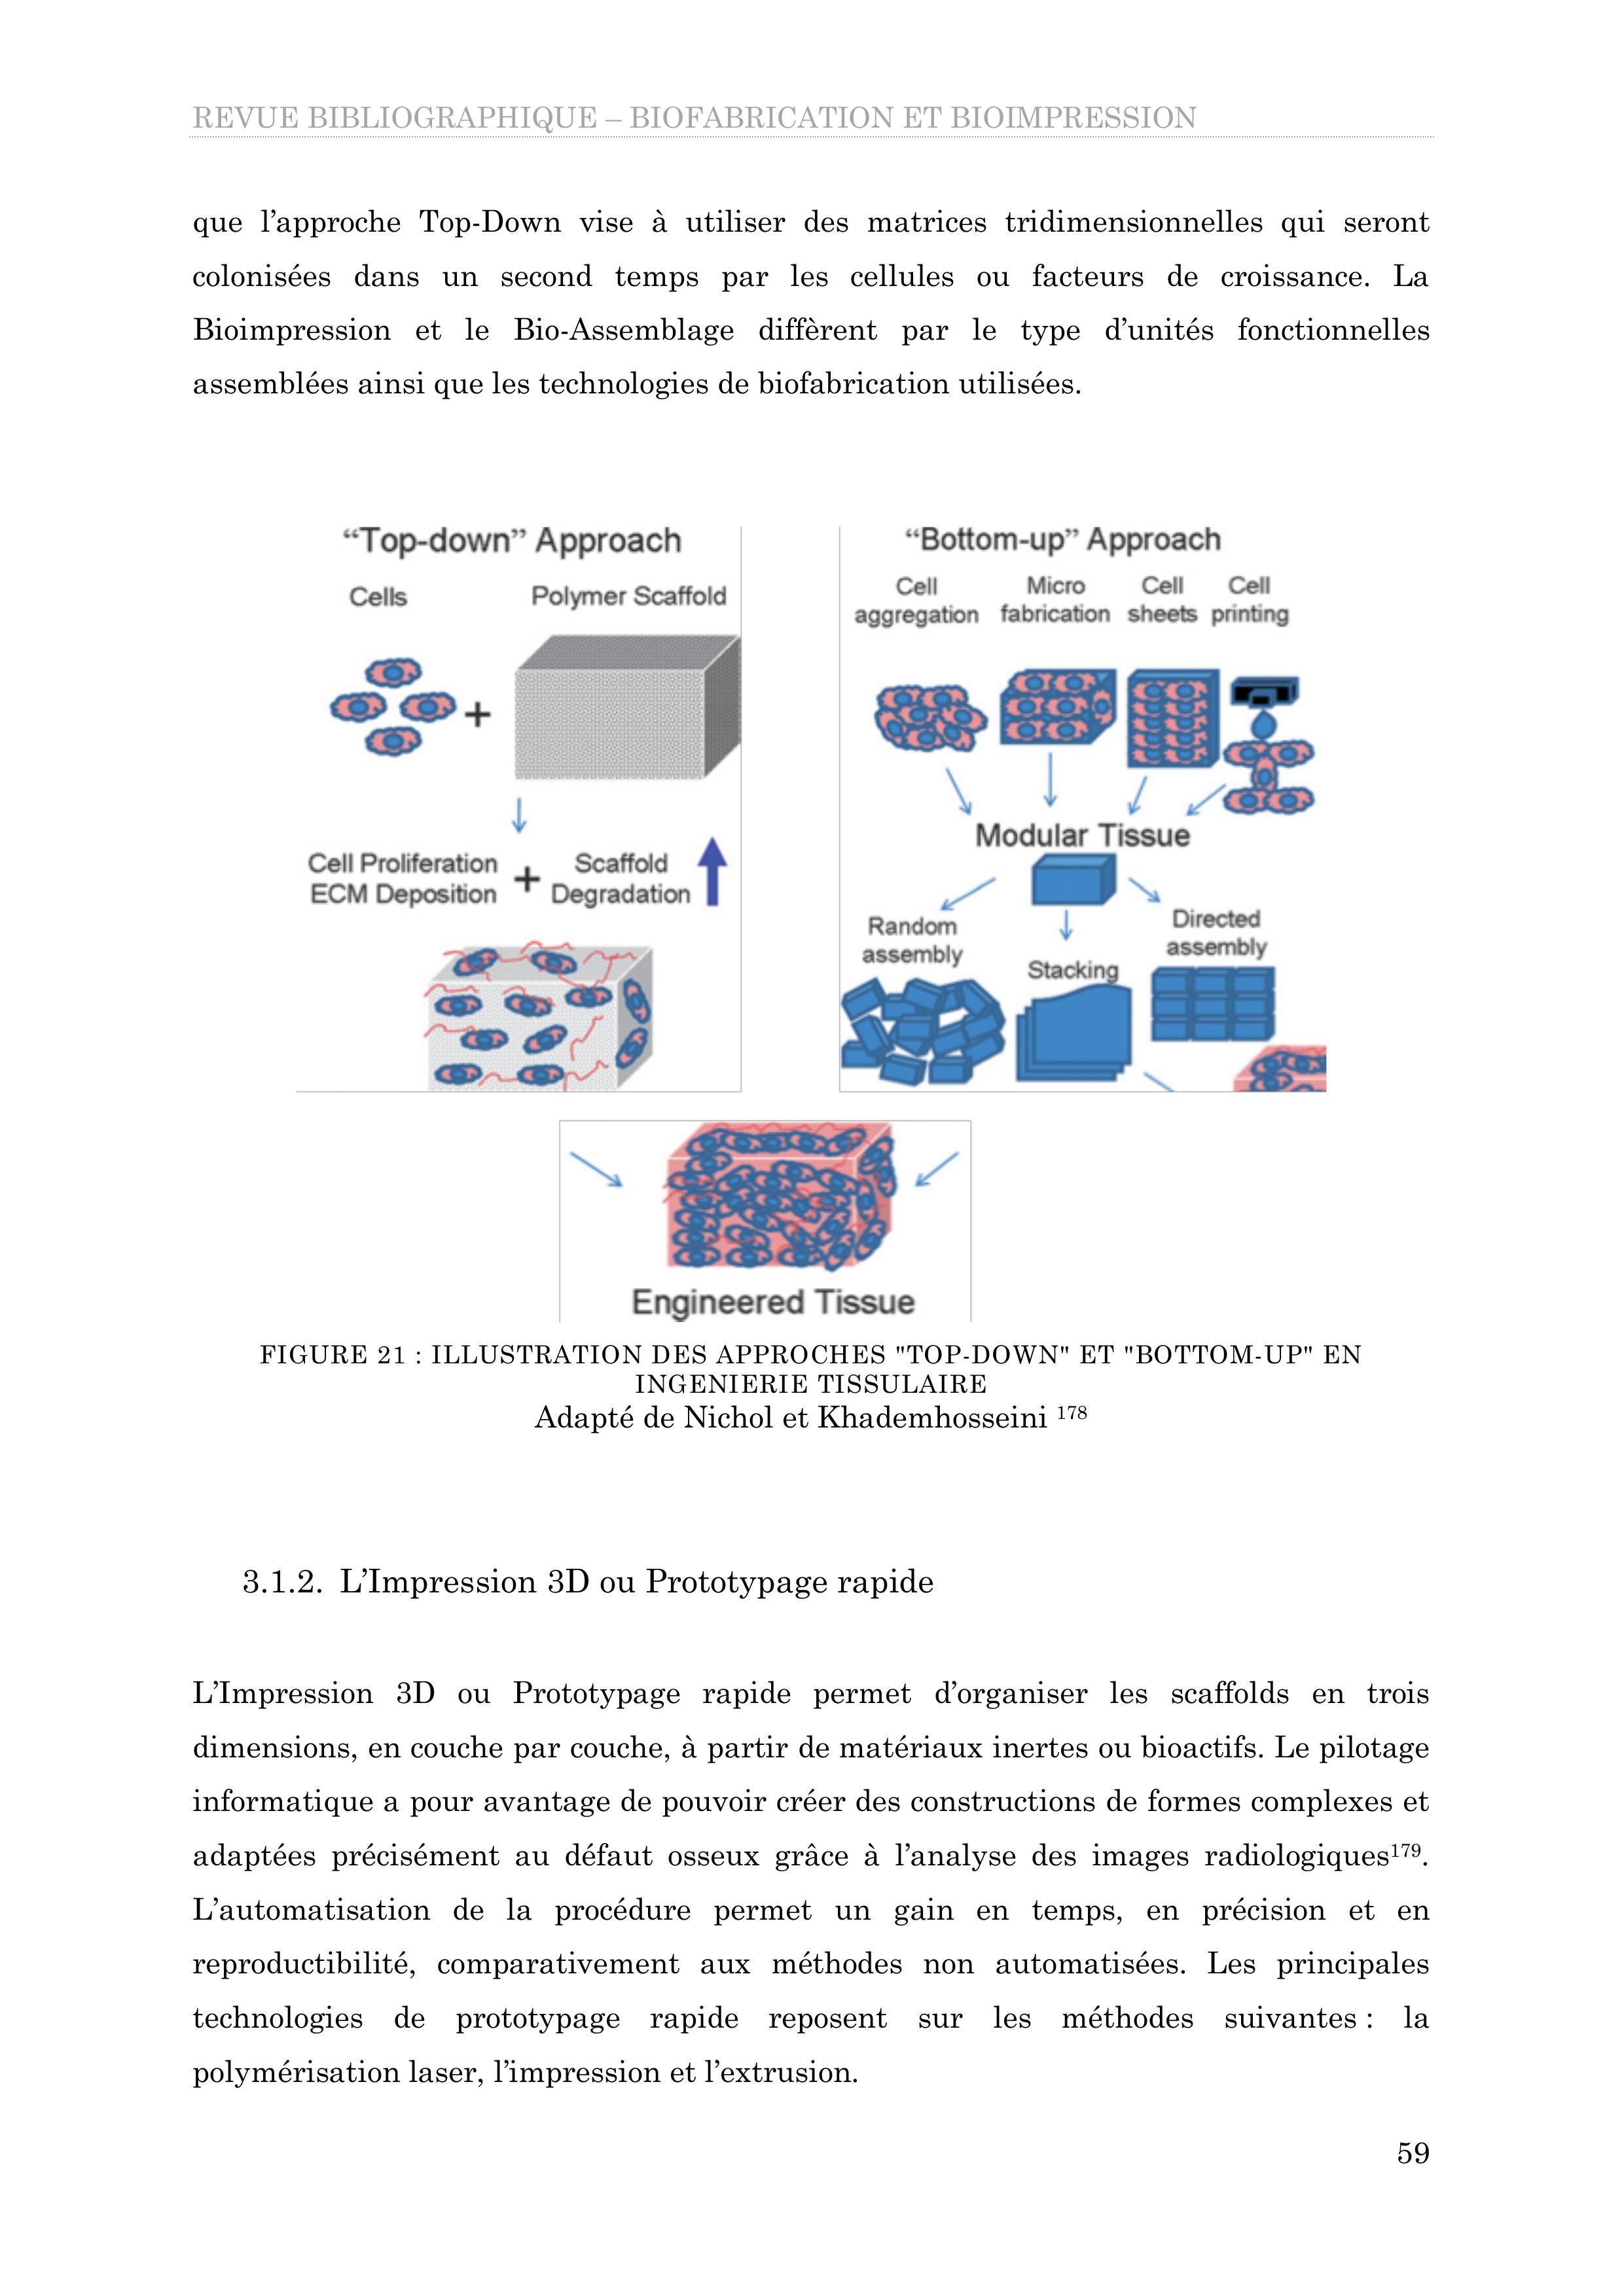 REVUE BIBLIOGRAPHIQUE – BIOFABRICATION ET BIOIMPRESSION
que l’approche Top-Down vise à utiliser des matrices tridimensionnelles qui seront
colonisées dans un second temps par les cellules ou facteurs de croissance. La
Bioimpression et le Bio-Assemblage diffèrent par le type d’unités fonctionnelles
assemblées ainsi que les technologies de biofabrication utilisées.
“Top-down” Approach
Cells
Polymer Scaffold
+
Cell Proliferation
ECM Deposition
+
Scaffold
Degradation
“Bottom-up” Approach
Cell
aggregation
Micro
fabrication
Cell
sheets
Cell
printing
Modular Tissue
Random
assembly
Stacking
Directed
assembly
Engineered Tissue
FIGURE 21 : ILLUSTRATION DES APPROCHES "TOP-DOWN" ET "BOTTOM-UP" EN
INGENIERIE TISSULAIRE
Adapté de Nichol et Khademhosseini 178
3.1.2. L’Impression 3D ou Prototypage rapide
L’Impression 3D ou Prototypage rapide permet d’organiser les scaffolds en trois
dimensions, en couche par couche, à partir de matériaux inertes ou bioactifs. Le pilotage
informatique a pour avantage de pouvoir créer des constructions de formes complexes et
adaptées précisément au défaut osseux grâce à l’analyse des images radiologiques179.
L’automatisation de la procédure permet un gain en temps, en précision et en
reproductibilité, comparativement aux méthodes non automatisées. Les principales
technologies de prototypage rapide reposent sur les méthodes suivantes : la
polymérisation laser, l’impression et l’extrusion.
59